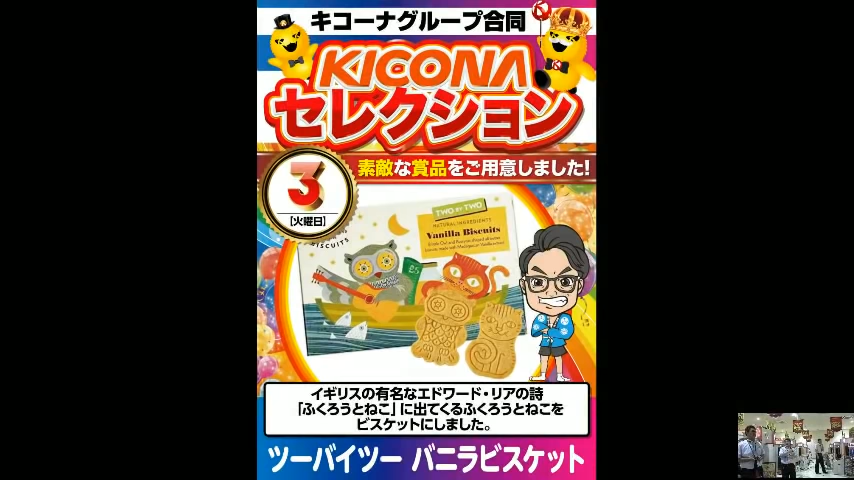 キコーナグループ合同
KICONA
セレクション
3
[火曜日]
素敵な賞品をご用意しました!
TWO BY TWO
NATURAL INGREDIENTS
Vanilla Biscuits
BISCUITS
イギリスの有名なエドワード・リアの詩
「ふくろうとねこ」に出てくるふくろうとねこを
ビスケットにしました。
ツーバイツー バニラビスケット